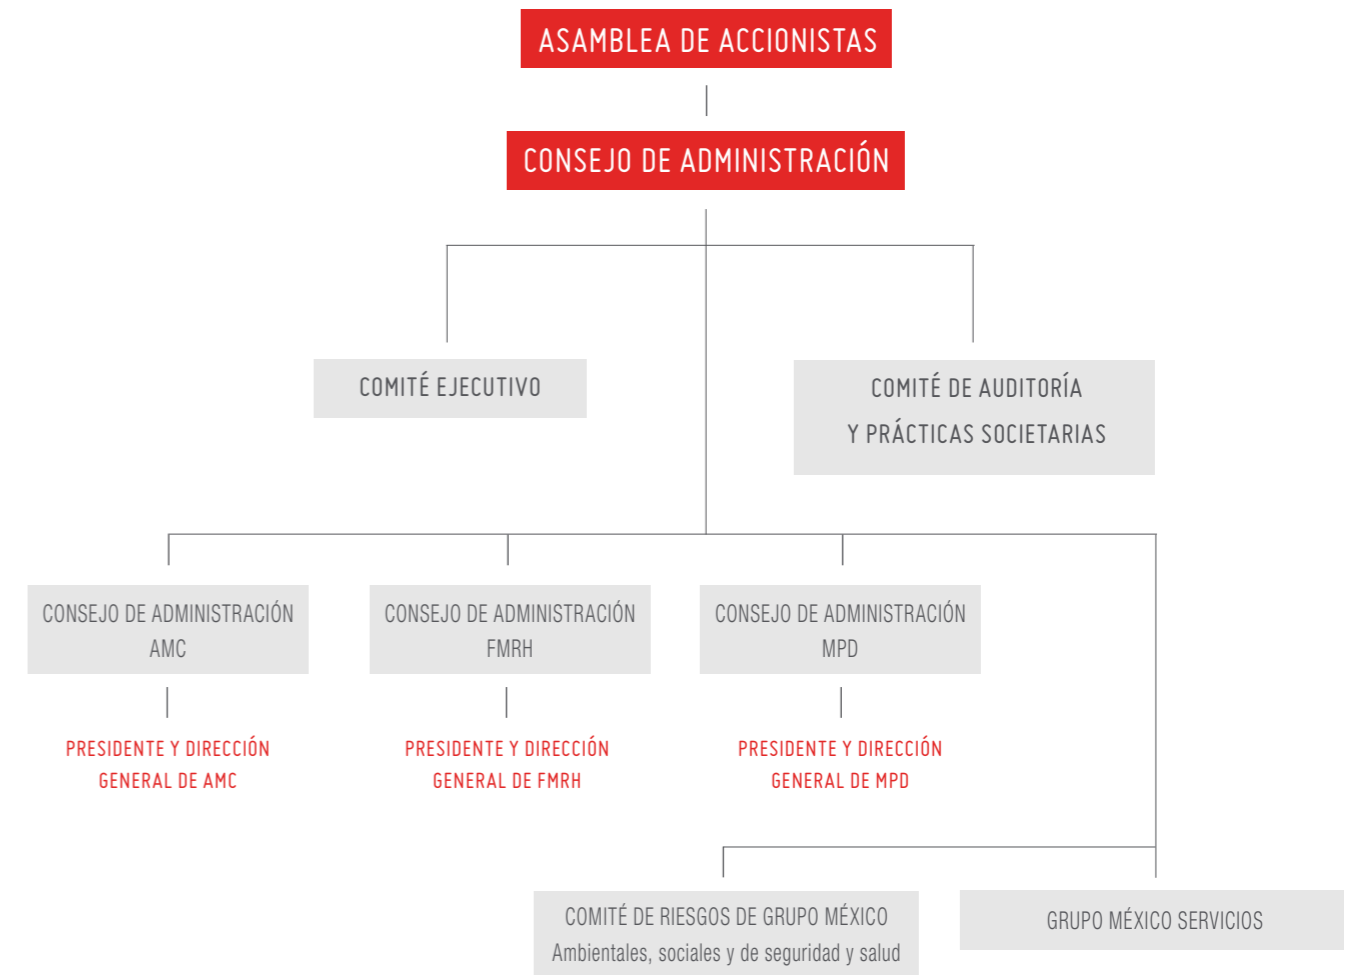 ASAMBLEA DE ACCIONISTAS
CONSEJO DE ADMINISTRACIÓN
COMITÉ EJECUTIVO
COMITÉ DE AUDITORÍA
Y PRÁCTICAS SOCIETARIAS
CONSEJO DE ADMINISTRACIÓN
AMC
CONSEJO DE ADMINISTRACIÓN
FMRH
CONSEJO DE ADMINISTRACIÓN
MPD
PRESIDENTE Y DIRECCIÓN
GENERAL DE AMC
PRESIDENTE Y DIRECCIÓN
GENERAL DE FMRH
PRESIDENTE Y DIRECCIÓN
GENERAL DE MPD
COMITÉ DE RIESGOS DE GRUPO MÉXICO
Ambientales, sociales y de seguridad y salud
GRUPO MÉXICO SERVICIOS